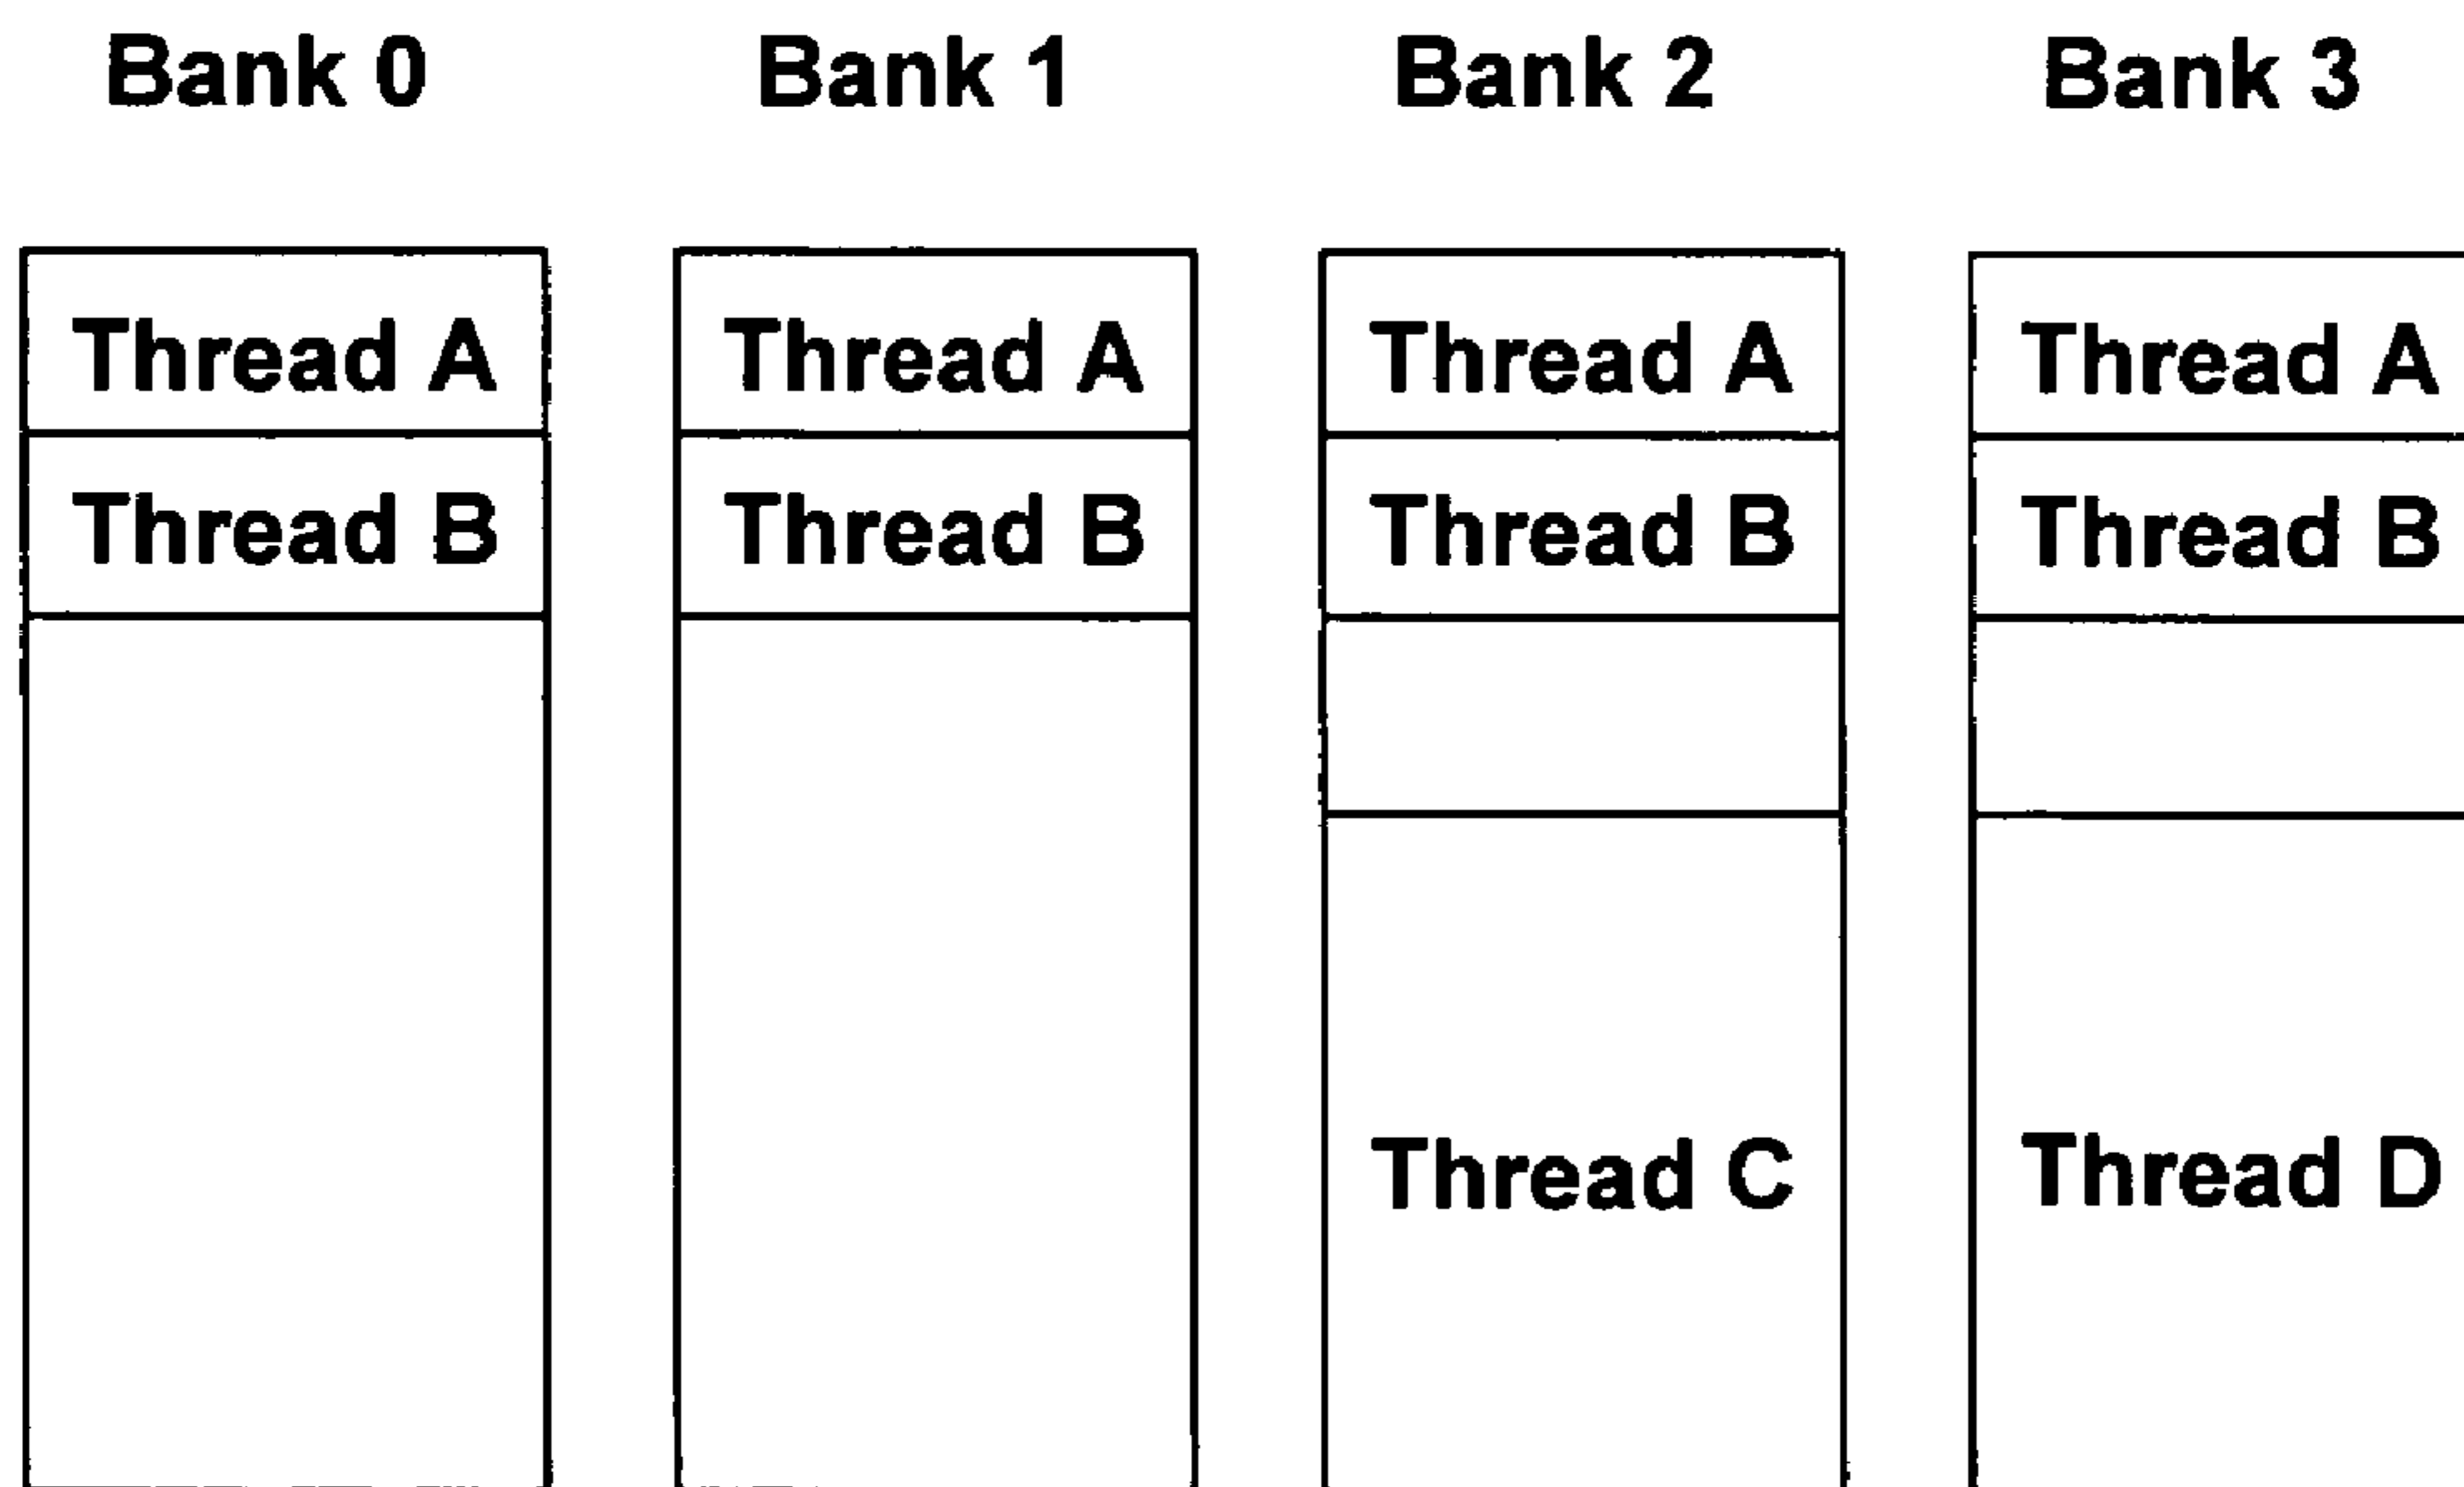 Bank 0 Bank 1 Bank 2 Bank 3
Thread A Thread A Thread A Thread A
Thread B Thread B Thread B Thread B
Thread C Thread D